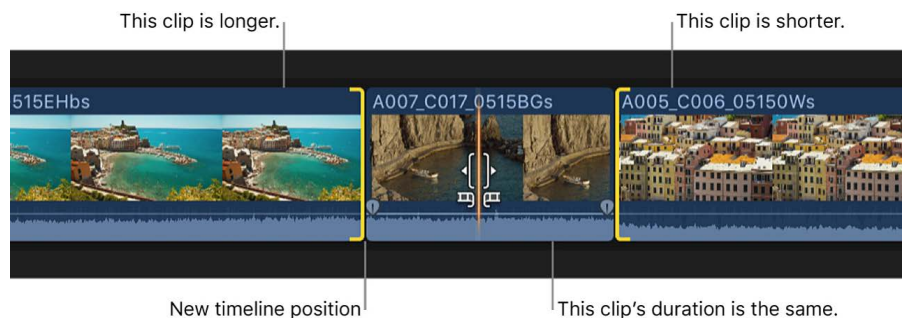 This clip is longer.
This clip is shorter.
515EHbs
A007_C017_0515BGs
A005_C006_05150Ws
New timeline position
This clip’s duration is the same.